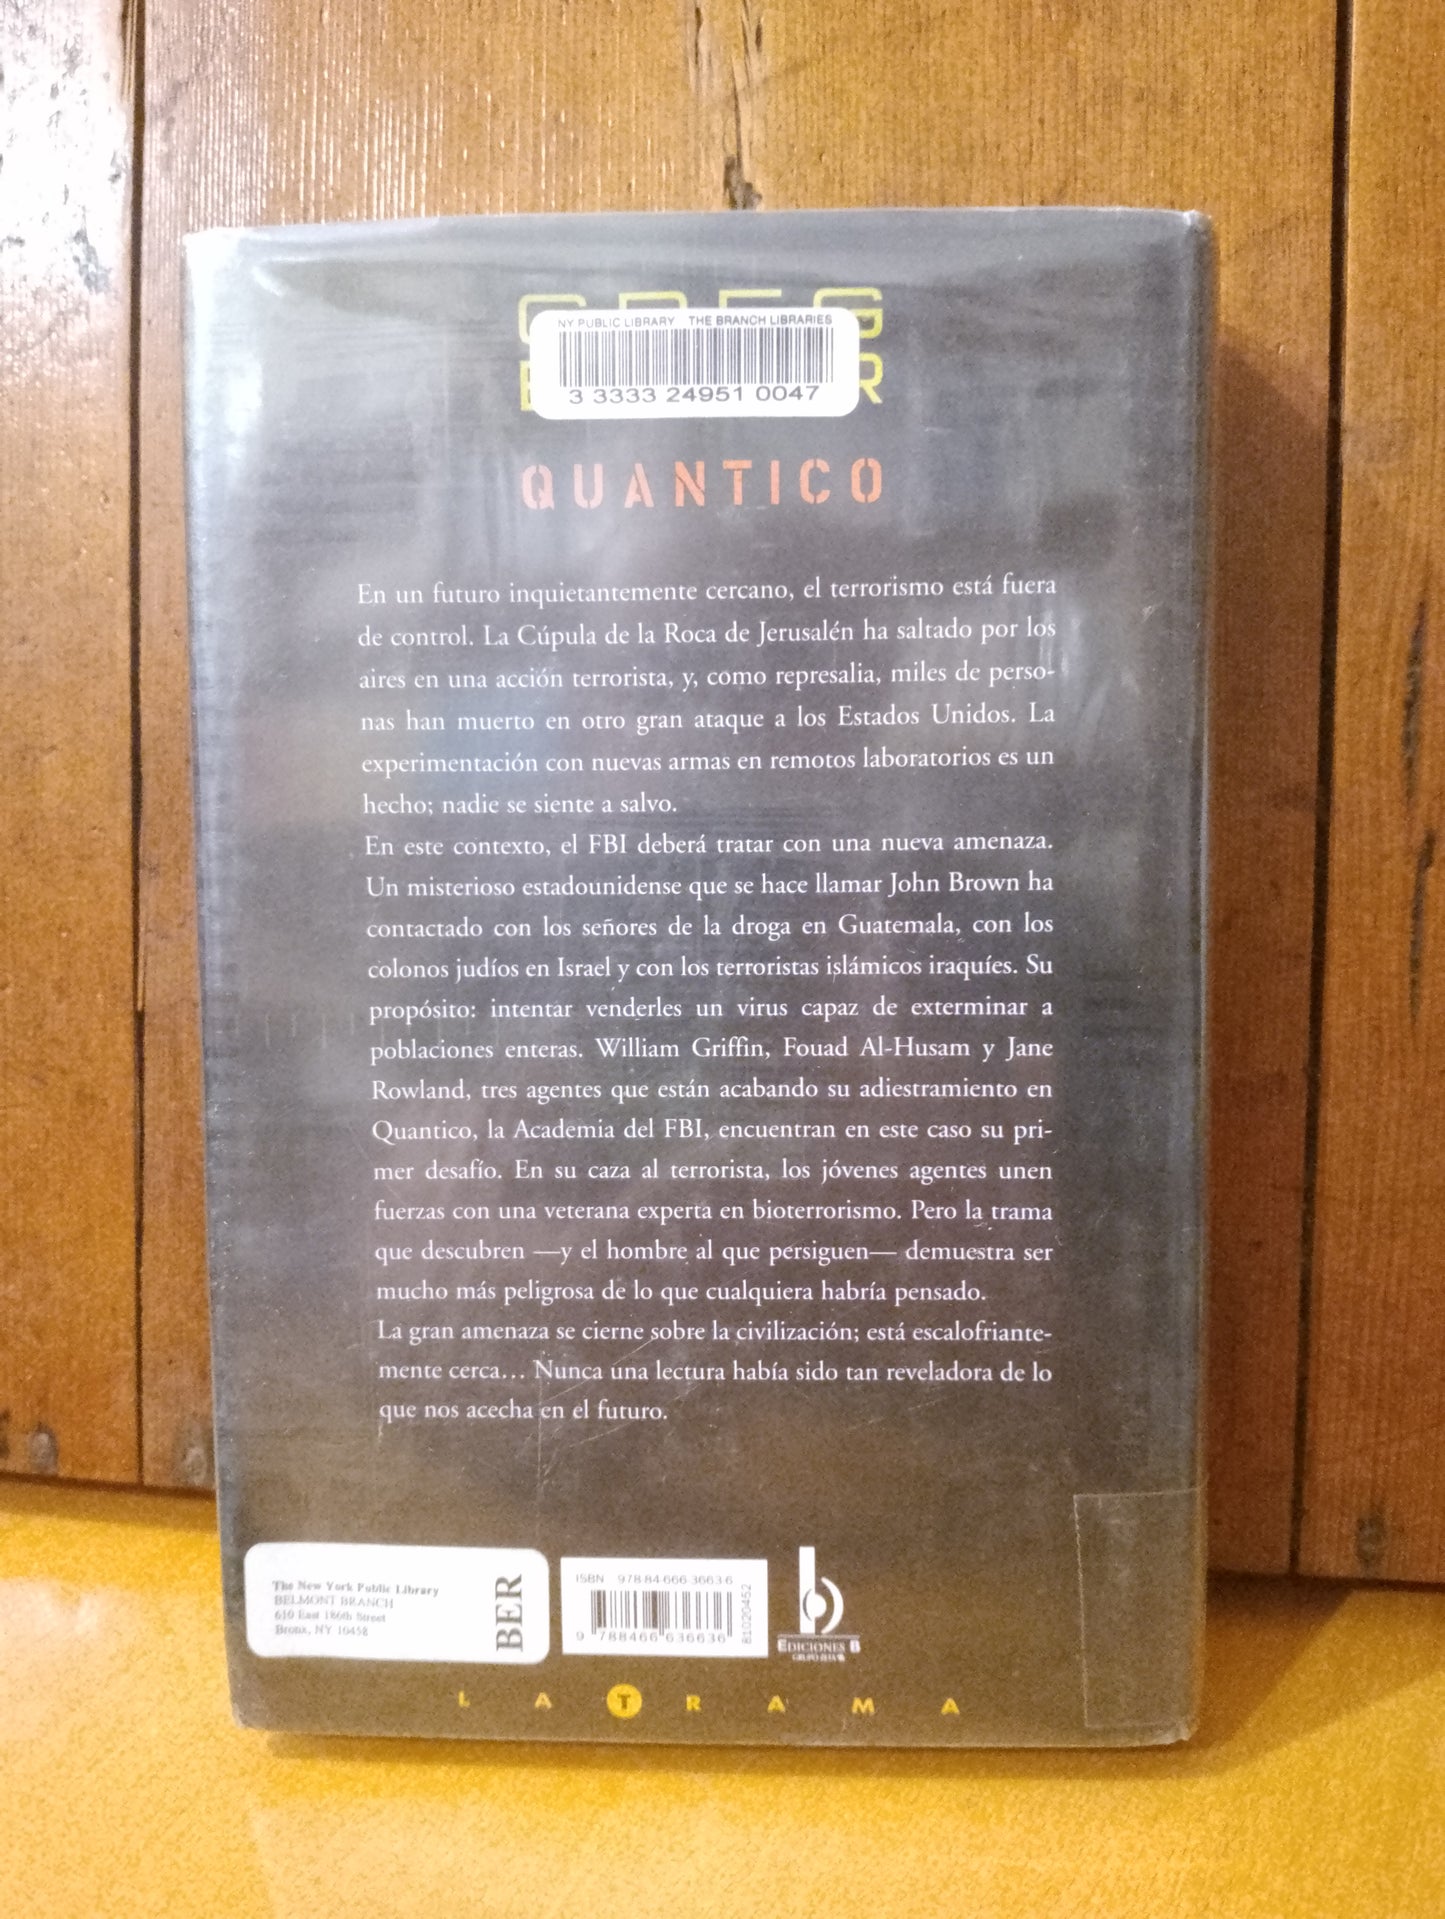 NY PUBLIC LIBRARY THE BRANCH LIBRARIES
3 3333 24951 0047
QUANTICO
En un futuro inquietantemente cercano, el terrorismo está fuera
de control. La Cúpula de la Roca de Jerusalén ha saltado por los
aires en una acción terrorista, y, como represalia, miles de perso-
nas han muerto en otro gran ataque a los Estados Unidos. La
experimentación con nuevas armas en remotos laboratorios es un
hecho; nadie se siente a salvo.
En este contexto, el FBI deberá tratar con una nueva amenaza.
Un misterioso estadounidense que se hace llamar John Brown ha
contactado con los señores de la droga en Guatemala, con los
colonos judíos en Israel y con los terroristas islámicos iraquíes. Su
propósito: intentar venderles un virus capaz de exterminar a
poblaciones enteras. William Griffin, Fouad Al-Husam y Jane
Rowland, tres agentes que están acabando su adiestramiento en
Quantico, la Academia del FBI, encuentran en este caso su pri-
mer desafío. En su caza al terrorista, los jóvenes agentes unen
fuerzas con una veterana experta en bioterrorismo. Pero la trama
que descubren —y el hombre al que persiguen— demuestra ser
mucho más peligrosa de lo que cualquiera habría pensado.
La gran amenaza se cierne sobre la civilización; está escalofriante-
mente cerca... Nunca una lectura había sido tan reveladora de lo
que nos acecha en el futuro.
The New York Public Library
BELMONT BRANCH
610 East 186th Street
Bronx, NY 10458
BER
ISBN 978 84 666 3663 6
9 788466 636636
81020452
b
EDICIONES B
GRUPO ZETA
LA TRAMA